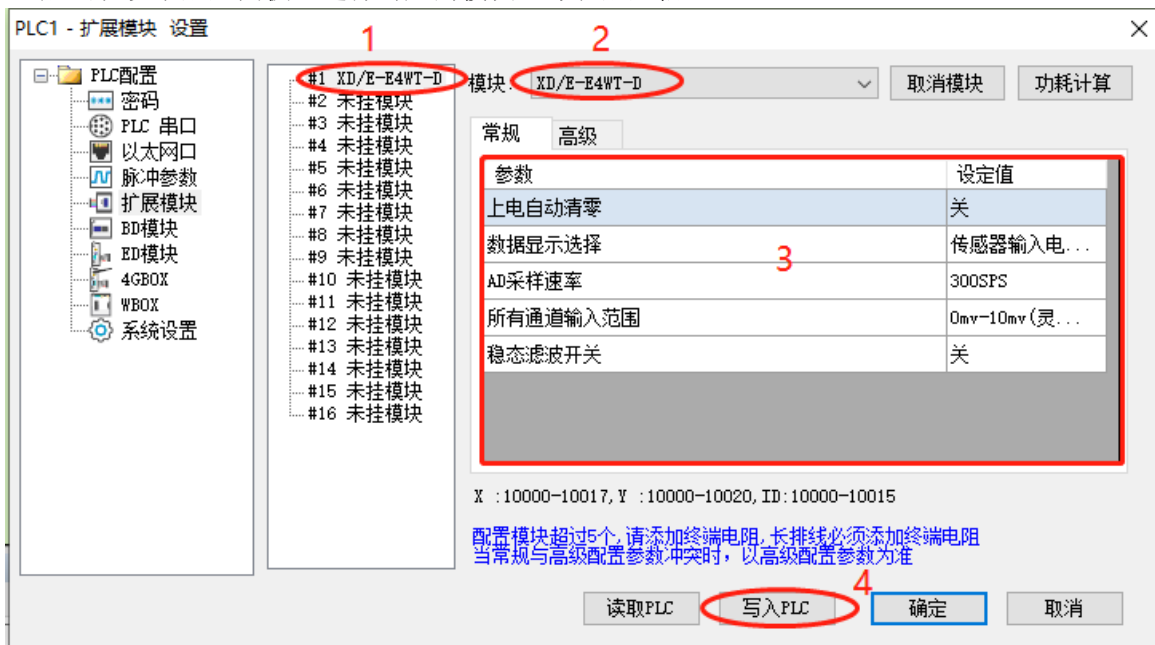 PLC1 - 扩展模块 设置
1
2
PLC配置
密码
PLC 串口
以太网口
脉冲参数
扩展模块
BD模块
ED模块
4GBOX
WBOX
系统设置
#1 XD/E-E4WT-D
#2 未挂模块
#3 未挂模块
#4 未挂模块
#5 未挂模块
#6 未挂模块
#7 未挂模块
#8 未挂模块
#9 未挂模块
#10 未挂模块
#11 未挂模块
#12 未挂模块
#13 未挂模块
#14 未挂模块
#15 未挂模块
#16 未挂模块
模块: XD/E-E4WT-D 取消模块 功耗计算
常规 高级
参数 设定值
上电自动清零 关
数据显示选择 传感器输入电...
3
AD采样速率 300SPS
所有通道输入范围 0mv-10mv(灵...
稳态滤波开关 关
X :10000-10017,Y :10000-10020,ID:10000-10015
配置模块超过5个,请添加终端电阻,长排线必须添加终端电阻
当常规与高级配置参数冲突时，以高级配置参数为准
4
读取PLC 写入PLC 确定 取消